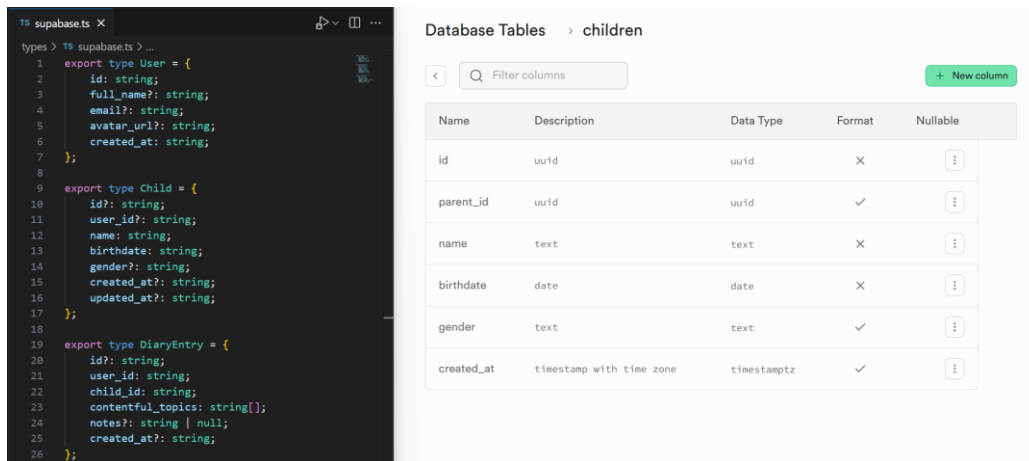 TS supabase.ts ×
types > TS supabase.ts > ...
1 export type User = {
2 id: string;
3 full_name?: string;
4 email?: string;
5 avatar_url?: string;
6 created_at: string;
7 };
8
9 export type Child = {
10 id?: string;
11 user_id?: string;
12 name: string;
13 birthdate: string;
14 gender?: string;
15 created_at?: string;
16 updated_at?: string;
17 };
18
19 export type DiaryEntry = {
20 id?: string;
21 user_id: string;
22 child_id: string;
23 contentful_topics: string[];
24 notes?: string | null;
25 created_at?: string;
26 };
Database Tables > children
Filter columns
+ New column
Name Description Data Type Format Nullable
id uuid uuid
parent_id uuid uuid
name text text
birthdate date date
gender text text
created_at timestamp with time zone timestamptz